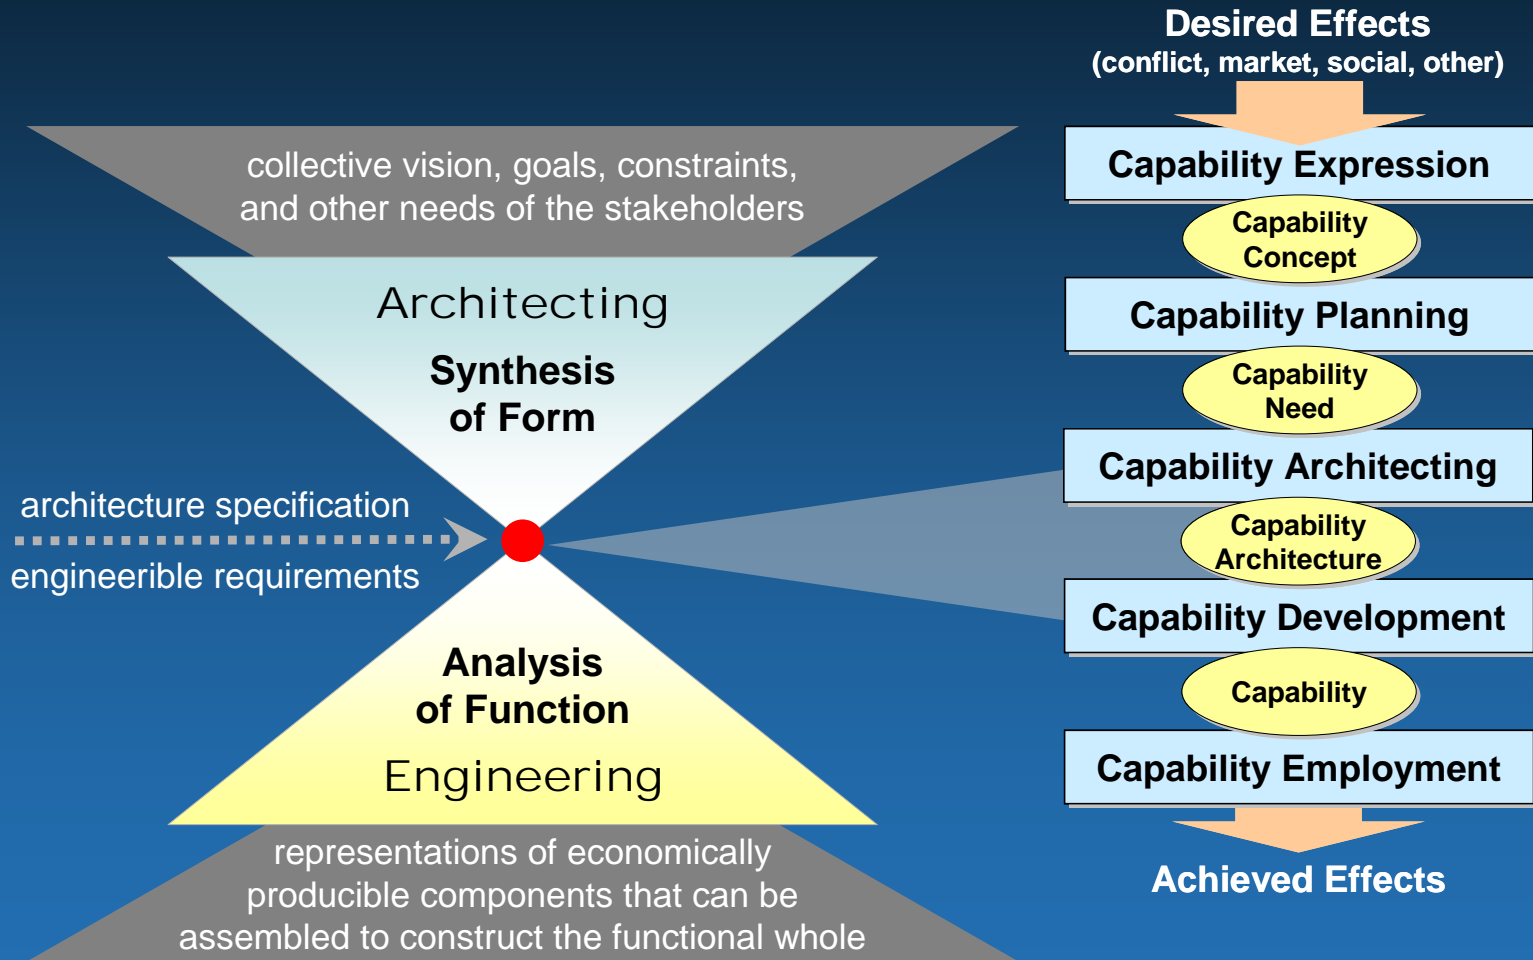 collective vision, goals, constraints,
and other needs of the stakeholders
Architecting
Synthesis
of Form
architecture specification
engineerible requirements
Analysis
of Function
Engineering
representations of economically
producible components that can be
assembled to construct the functional whole
Desired Effects
(conflict, market, social, other)
Capability Expression
Capability
Concept
Capability Planning
Capability
Need
Capability Architecting
Capability
Architecture
Capability Development
Capability
Capability Employment
Achieved Effects